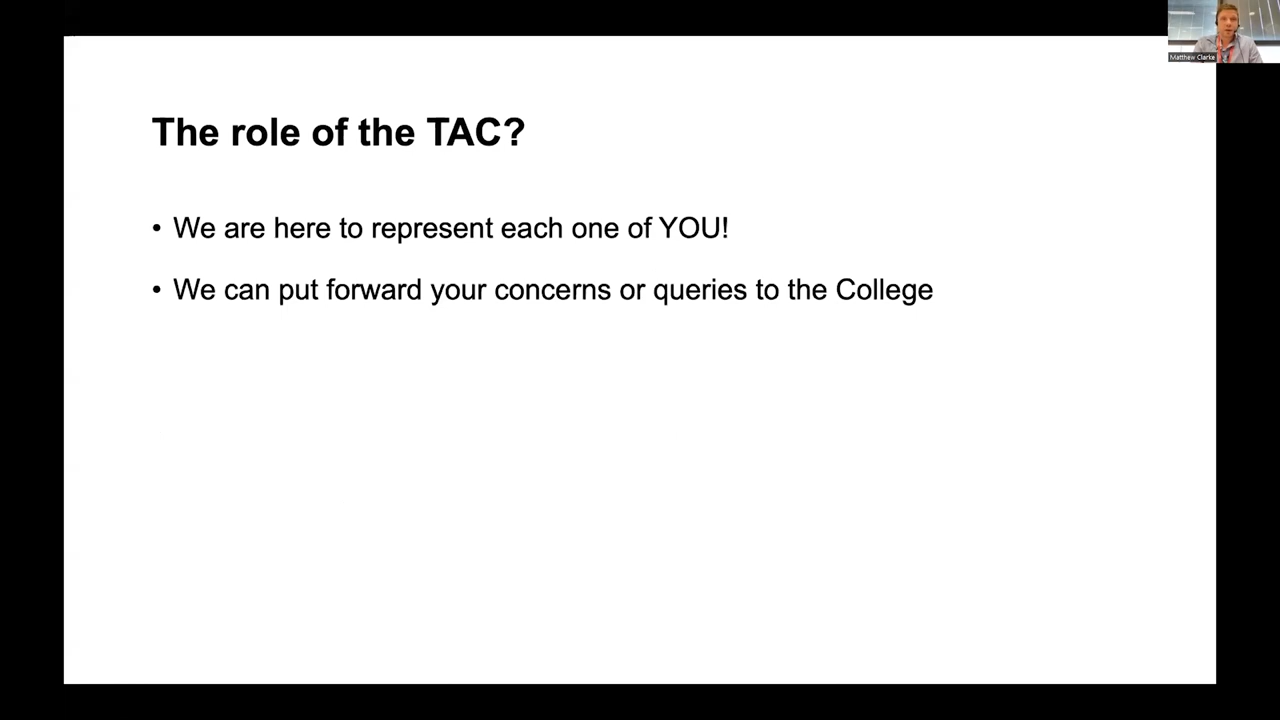 Matthew Clarke
The role of the TAC?
• We are here to represent each one of YOU!
• We can put forward your concerns or queries to the College